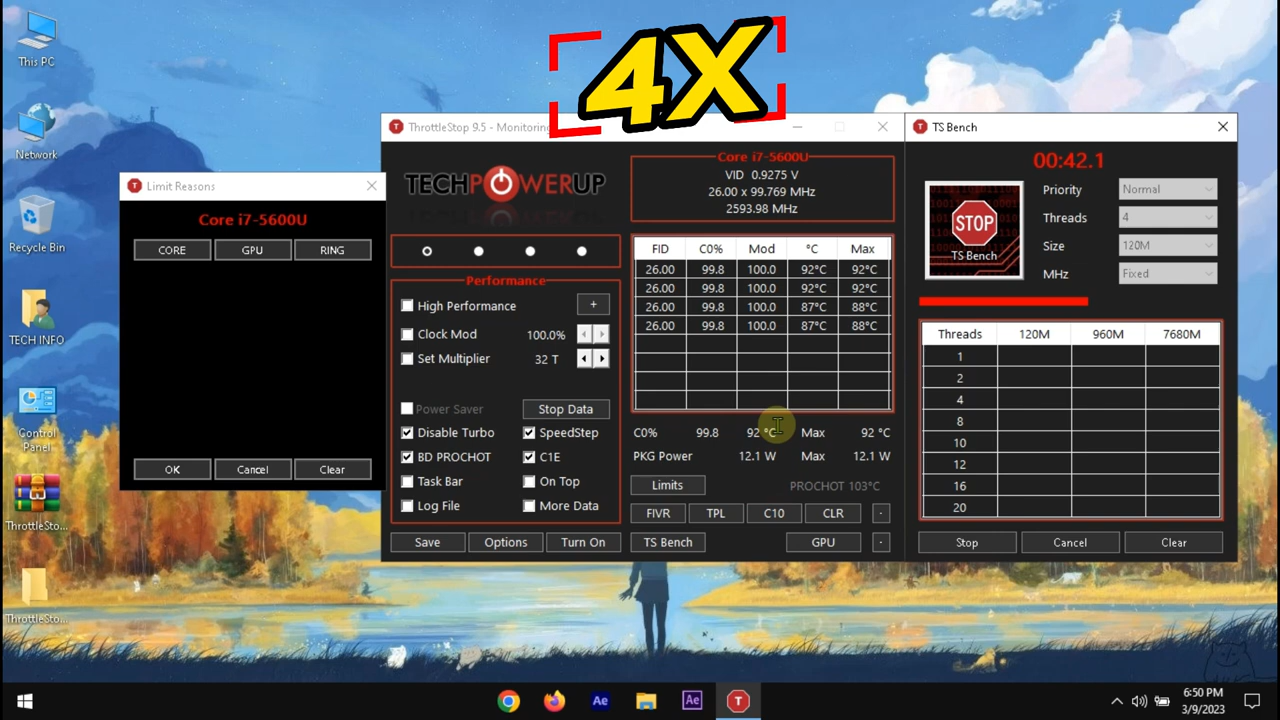 4X
This PC
Network
Recycle Bin
TECH INFO
Control
Panel
ThrottleSto...
ThrottleSto...
Limit Reasons
Core i7-5600U
CORE GPU RING
OK Cancel Clear
ThrottleStop 9.5 - Monitoring
TECHPOWERUP
Performance
High Performance +
Clock Mod 100.0%
Set Multiplier 32 T
Power Saver Stop Data
Disable Turbo SpeedStep
BD PROCHOT C1E
Task Bar On Top
Log File More Data
Save Options Turn On
Core i7-5600U
VID 0.9275 V
26.00 x 99.769 MHz
2593.98 MHz
FID C0% Mod °C Max
26.00 99.8 100.0 92°C 92°C
26.00 99.8 100.0 92°C 92°C
26.00 99.8 100.0 87°C 88°C
26.00 99.8 100.0 87°C 88°C
C0% 99.8 92 °C Max 92 °C
PKG Power 12.1 W Max 12.1 W
Limits PROCHOT 103°C
FIVR TPL C10 CLR .
TS Bench GPU .
TS Bench
00:42.1
STOP
TS Bench
Priority Normal
Threads 4
Size 120M
MHz Fixed
Threads 120M 960M 7680M
1
2
4
8
10
12
16
20
Stop Cancel Clear
Ae
Ae
T
6:50 PM
3/9/2023